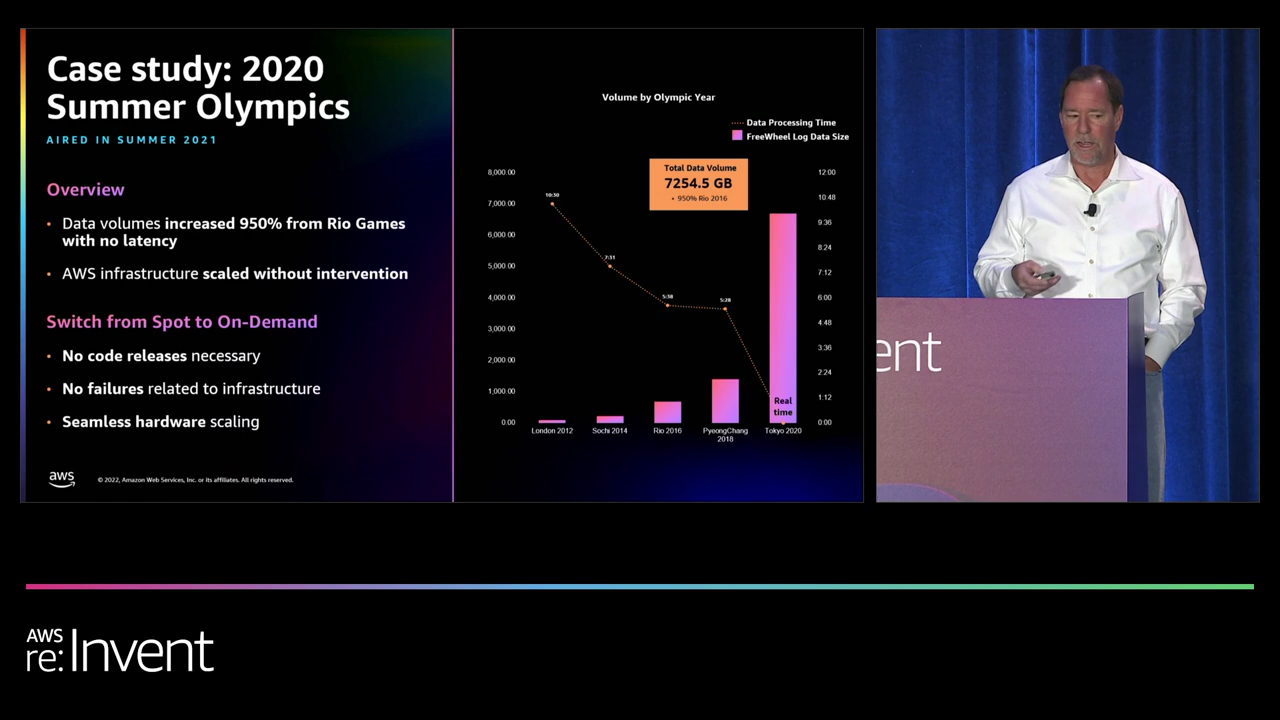 Case study: 2020
Summer Olympics
AIRED IN SUMMER 2021
Overview
• Data volumes increased 950% from Rio Games
with no latency
• AWS infrastructure scaled without intervention
Switch from Spot to On-Demand
• No code releases necessary
• No failures related to infrastructure
• Seamless hardware scaling
aws
© 2022, Amazon Web Services, Inc. or its affiliates. All rights reserved.
Volume by Olympic Year
Data Processing Time
FreeWheel Log Data Size
Total Data Volume
7254.5 GB
• 950% Rio 2016
8,000.00
7,000.00
6,000.00
5,000.00
4,000.00
3,000.00
2,000.00
1,000.00
0.00
10:50
7:31
5:38
5:28
Real
time
12:00
10:48
9:36
8:24
7:12
6:00
4:48
3:36
2:24
1:12
0:00
London 2012
Sochi 2014
Rio 2016
PyeongChang
2018
Tokyo 2020
ent
AWS
re:Invent